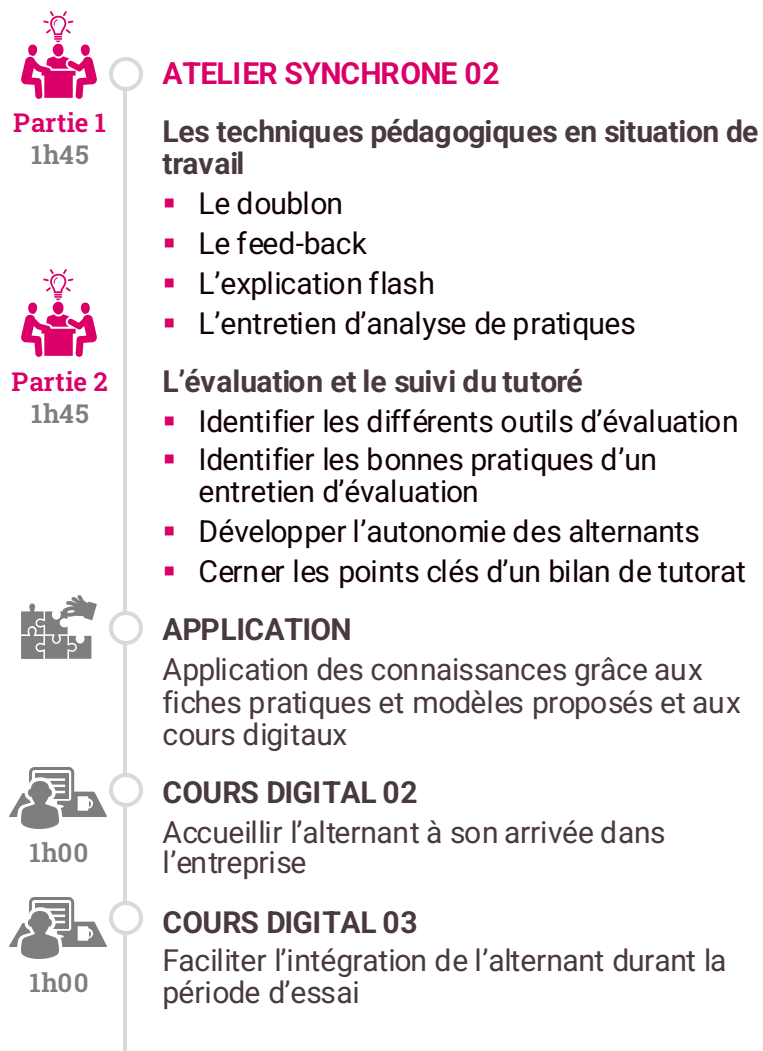 ATELIER SYNCHRONE 02
Partie 1
1h45
Les techniques pédagogiques en situation de
travail
▪ Le doublon
▪ Le feed-back
▪ L’explication flash
▪ L’entretien d’analyse de pratiques
Partie 2
1h45
L’évaluation et le suivi du tutoré
▪ Identifier les différents outils d’évaluation
▪ Identifier les bonnes pratiques d’un
entretien d’évaluation
▪ Développer l’autonomie des alternants
▪ Cerner les points clés d’un bilan de tutorat
APPLICATION
Application des connaissances grâce aux
fiches pratiques et modèles proposés et aux
cours digitaux
COURS DIGITAL 02
1h00
Accueillir l’alternant à son arrivée dans
l’entreprise
COURS DIGITAL 03
1h00
Faciliter l’intégration de l’alternant durant la
période d’essai